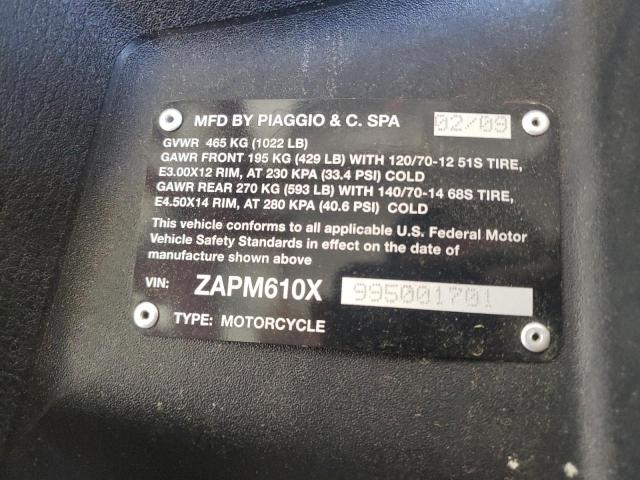 MFD BY PIAGGIO & C. SPA 02/09
GVWR 465 KG (1022 LB)
GAWR FRONT 195 KG (429 LB) WITH 120/70-12 51S TIRE,
E3.00X12 RIM, AT 230 KPA (33.4 PSI) COLD
GAWR REAR 270 KG (593 LB) WITH 140/70-14 68S TIRE,
E4.50X14 RIM, AT 280 KPA (40.6 PSI) COLD
This vehicle conforms to all applicable U.S. Federal Motor
Vehicle Safety Standards in effect on the date of
manufacture shown above
VIN: ZAPM610X 995001701
TYPE: MOTORCYCLE